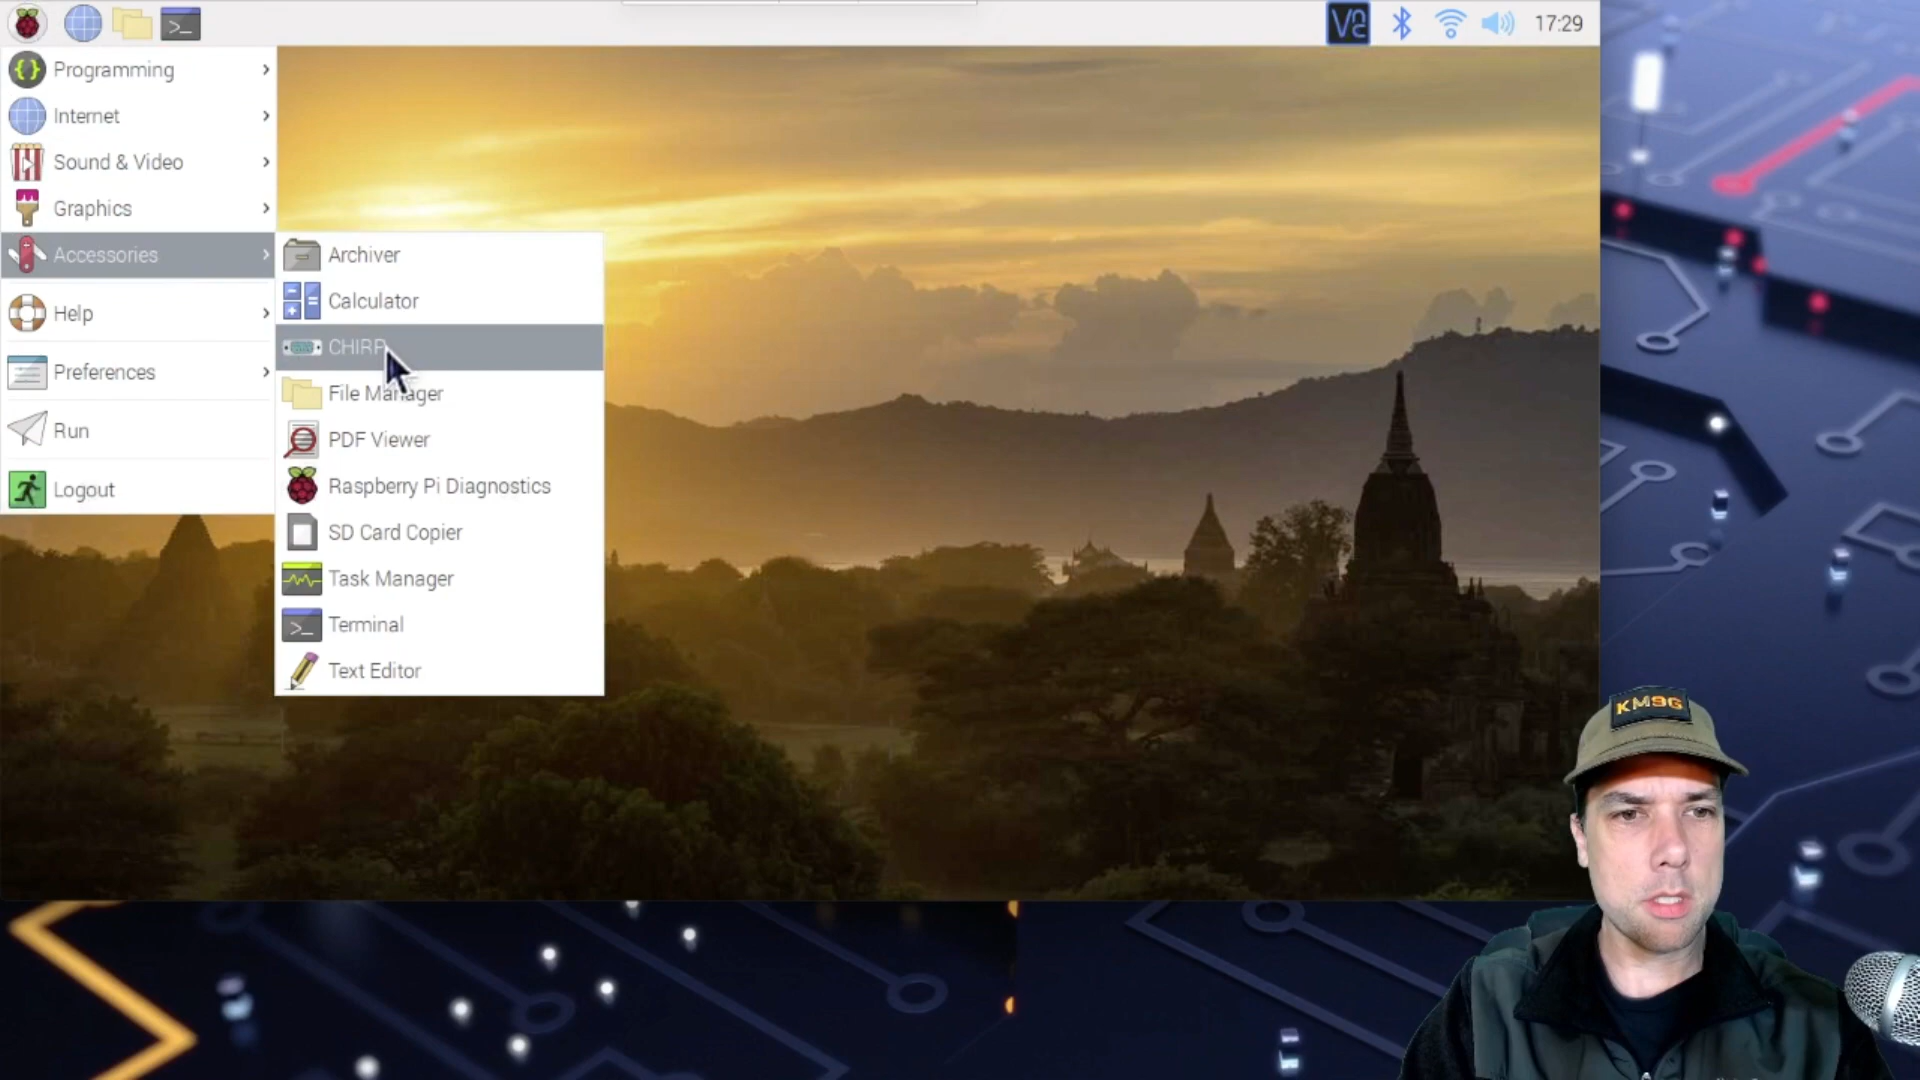 V2
17:29
Programming
Internet
Sound & Video
Graphics
Accessories
Help
Preferences
Run
Logout
Archiver
Calculator
CHIRP
File Manager
PDF Viewer
Raspberry Pi Diagnostics
SD Card Copier
Task Manager
Terminal
Text Editor
KM9G